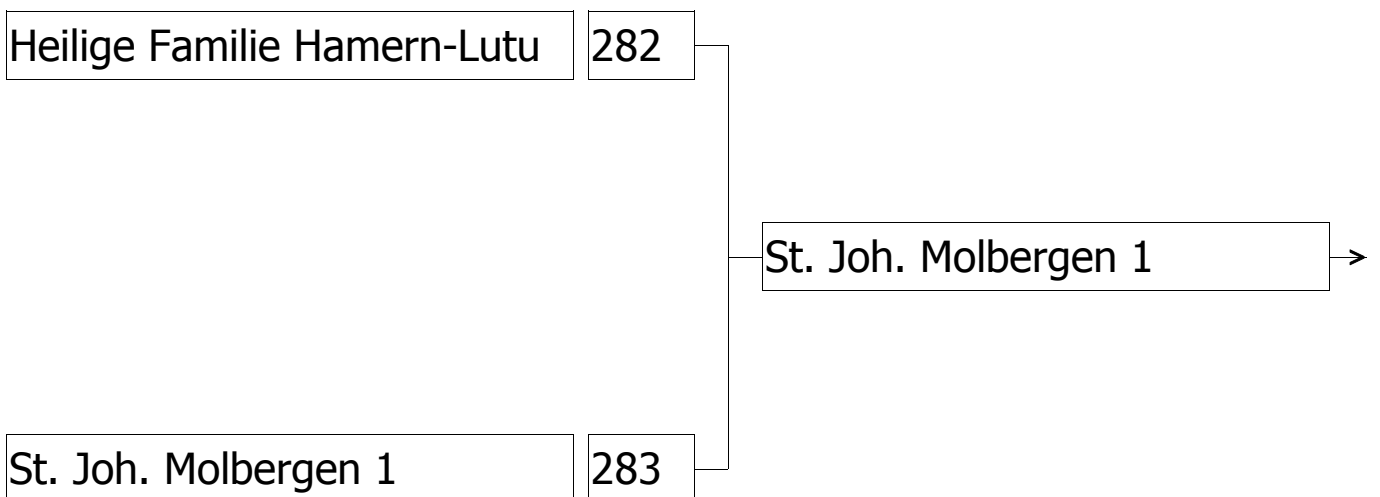 Heilige Familie Hamern-Lutu 282
St. Joh. Molbergen 1
St. Joh. Molbergen 1 283